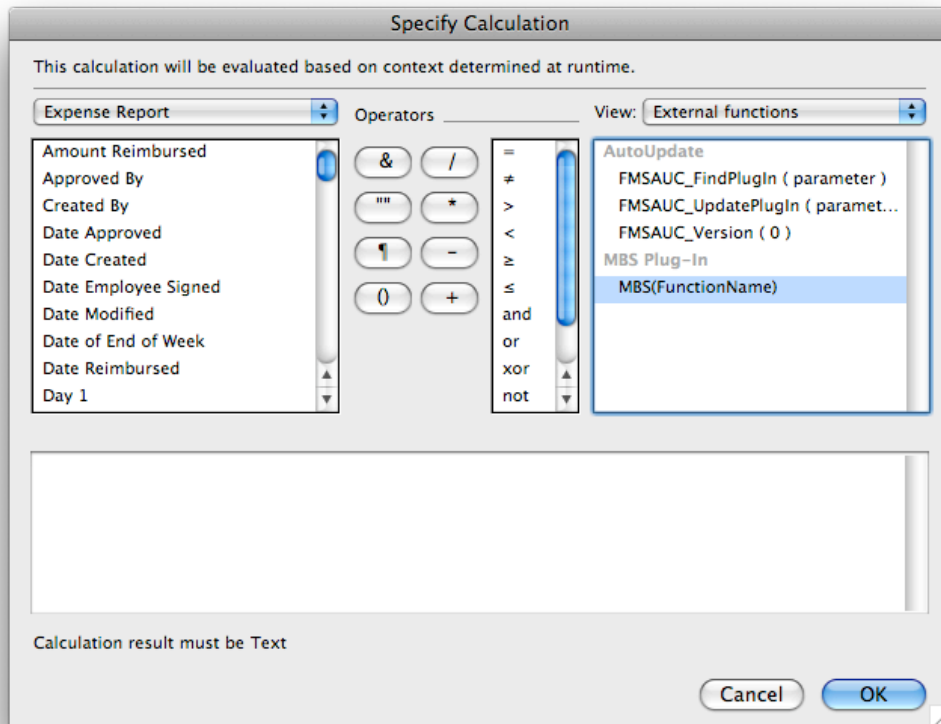 Specify Calculation
This calculation will be evaluated based on context determined at runtime.
Expense Report
Operators
View: External functions
Amount Reimbursed
Approved By
Created By
Date Approved
Date Created
Date Employee Signed
Date Modified
Date of End of Week
Date Reimbursed
Day 1
& /
"" *
¶ -
() +
=
≠
>
<
≥
≤
and
or
xor
not
AutoUpdate
FMSAUC_FindPlugIn ( parameter )
FMSAUC_UpdatePlugIn ( paramet...
FMSAUC_Version ( 0 )
MBS Plug-In
MBS(FunctionName)
Calculation result must be Text
Cancel
OK